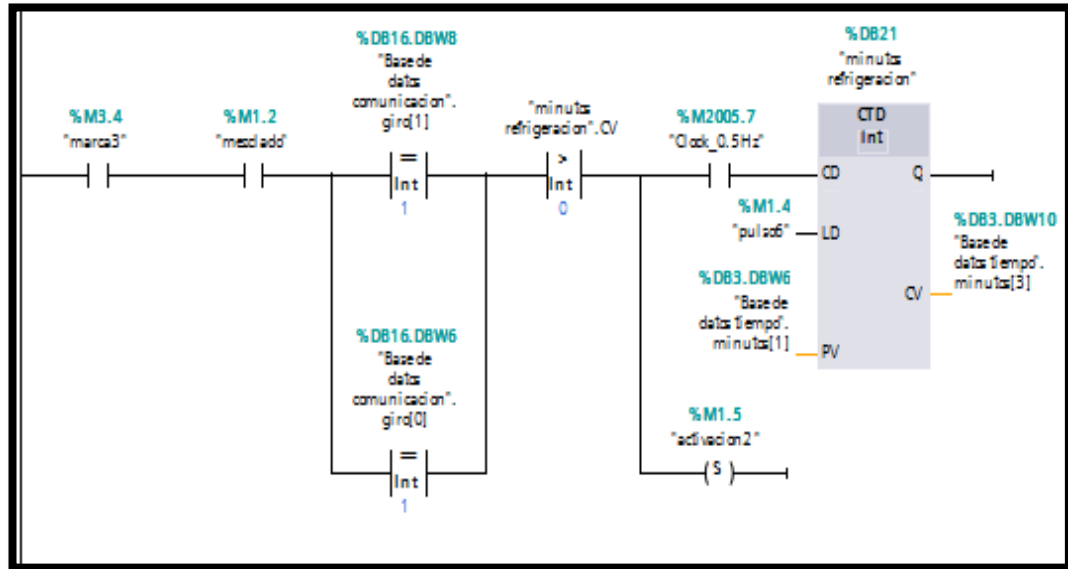 %DB16.DBW8
"Base de
datos
comunicacion".
giro[1]
%DB21
"minutos
refrigeracion"
%M3.4
"marca3"
%M1.2
"mezclado"
"minutos
refrigeracion".CV
%M2005.7
"Clock_0.5Hz"
CTD
Int
=
Int
1
>
Int
0
CD
Q
%M1.4
"pulso6"
LD
%DB3.DBW10
"Base de
datos tiempo".
minutos[3]
CV
%DB3.DBW6
"Base de
datos tiempo".
minutos[1]
PV
%DB16.DBW6
"Base de
datos
comunicacion".
giro[0]
=
Int
1
%M1.5
"activacion2"
S